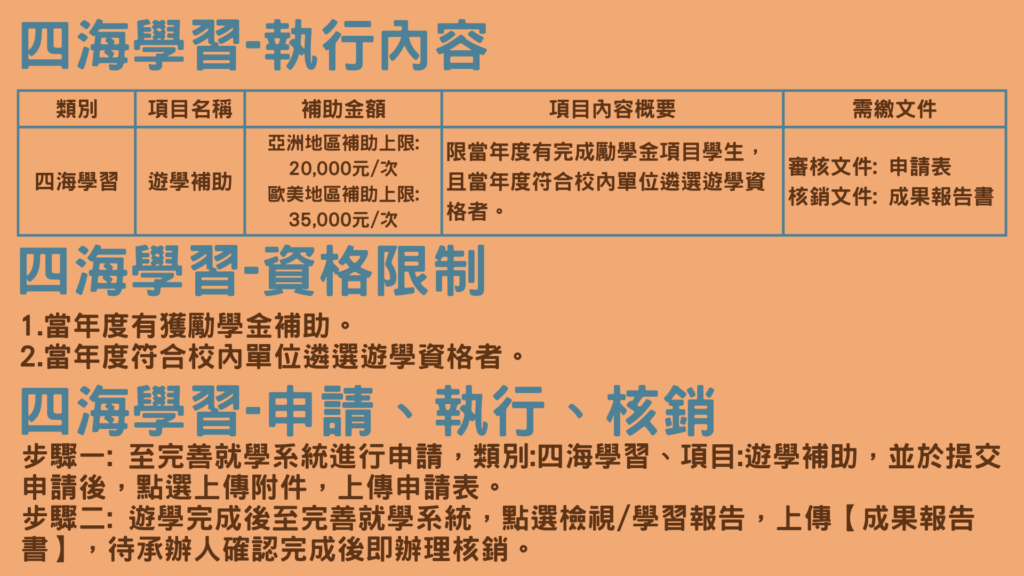 四海學習-執行內容
類別 項目名稱 補助金額 項目內容概要 需繳文件
四海學習
遊學補助
亞洲地區補助上限:
20,000元/次
歐美地區補助上限:
35,000元/次
限當年度有完成勵學金項目學生，
且當年度符合校內單位遴選遊學資
格者。
審核文件: 申請表
核銷文件: 成果報告書
四海學習-資格限制
1.當年度有獲勵學金補助。
2.當年度符合校內單位遴選遊學資格者。
四海學習-申請、執行、核銷
步驟一: 至完善就學系統進行申請，類別:四海學習、項目:遊學補助，並於提交
申請後，點選上傳附件，上傳申請表。
步驟二: 遊學完成後至完善就學系統，點選檢視/學習報告，上傳【成果報告
書】，待承辦人確認完成後即辦理核銷。